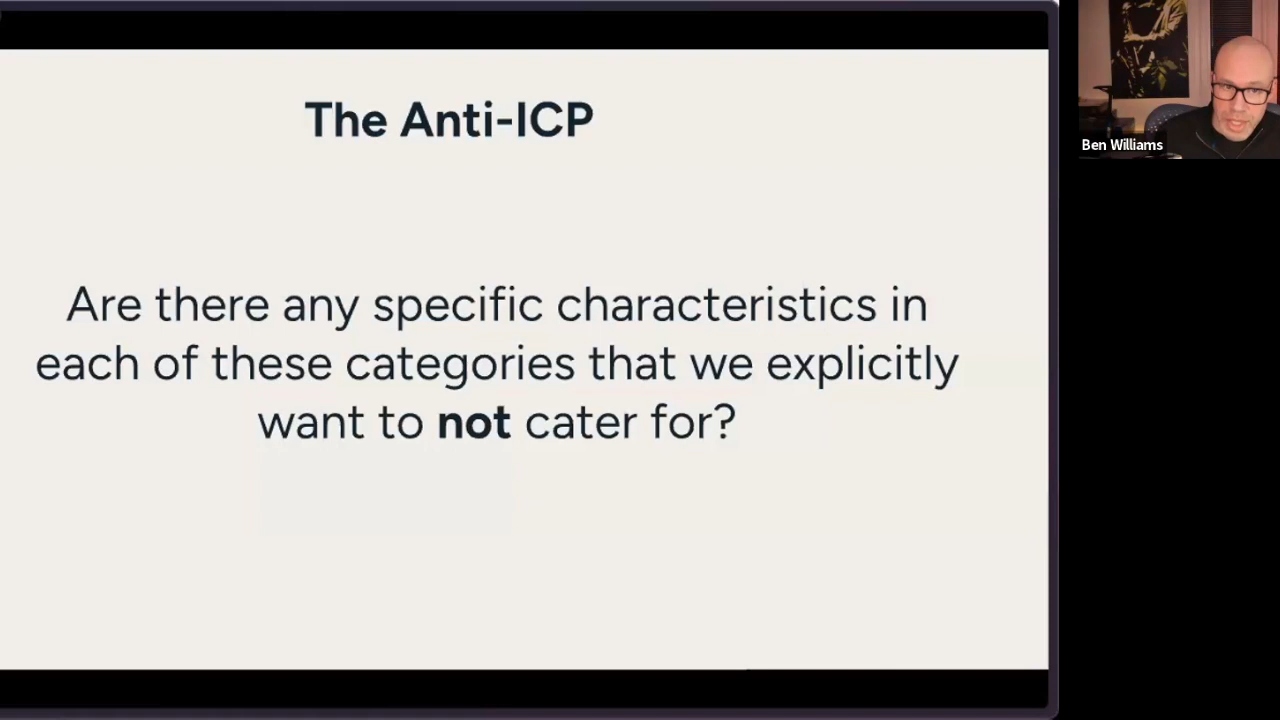 The Anti-ICP
Are there any specific characteristics in
each of these categories that we explicitly
want to not cater for?
Ben Williams